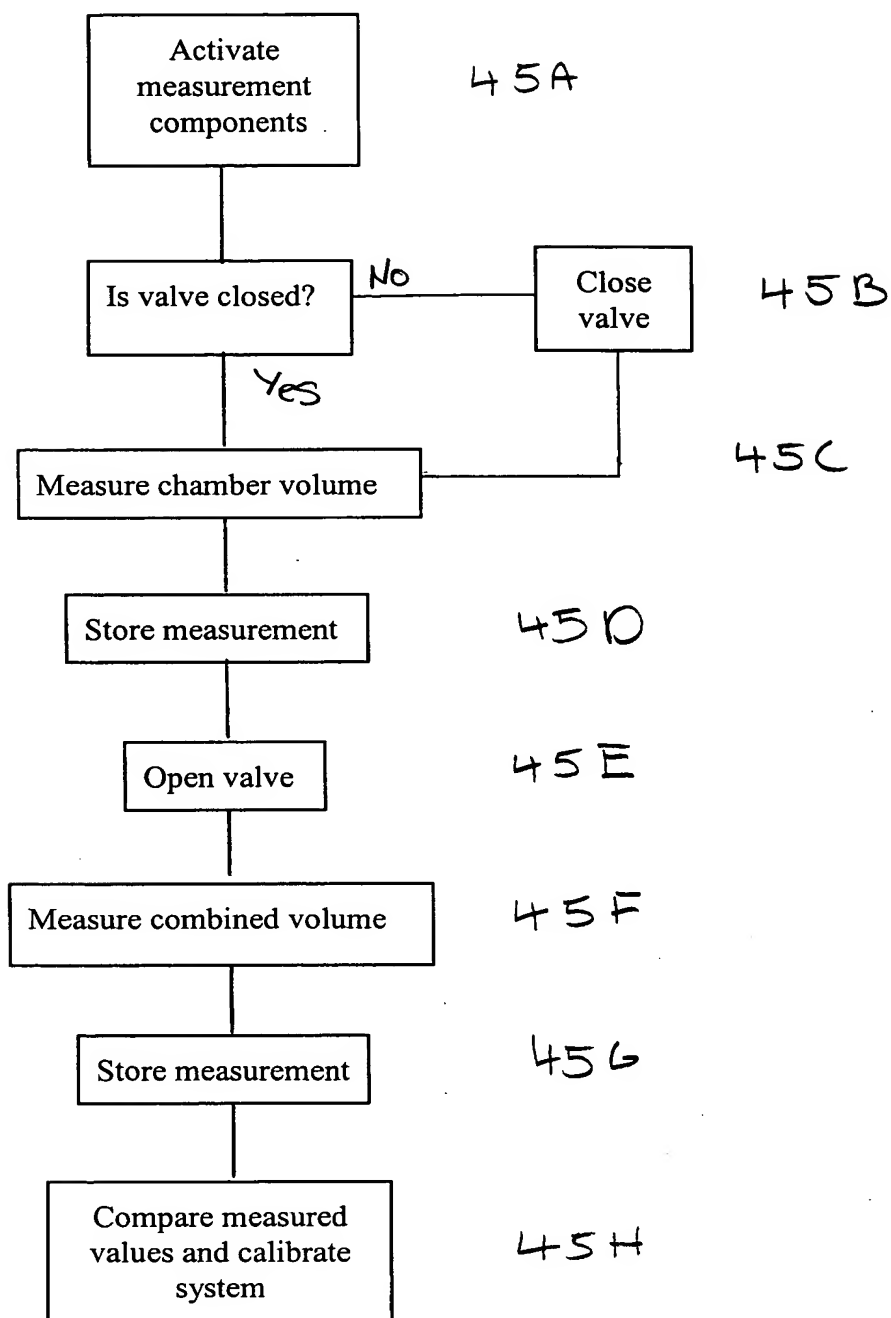 Activate
measurement
components
45A
Is valve closed?
No
Close
valve
45B
Yes
Measure chamber volume
45C
Store measurement
45D
Open valve
45E
Measure combined volume
45F
Store measurement
45G
Compare measured
values and calibrate
system
45H